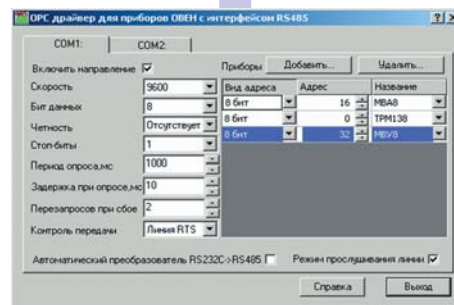 ОРС драйвер для приборов ОВЕН с интерфейсом RS485
COM1: COM2:
Включить направление Приборы Добавить... Удалить...
Скорость 9600 Вид адреса Адрес Название
Бит данных 8 8 бит 16 МВА8
Четность Отсутствует 8 бит 0 ТРМ138
Стоп-биты 1 8 бит 32 МВУ8
Период опроса,мс 1000
Задержка при опросе,мс 10
Перезапросов при сбое 2
Контроль передачи Линия RTS
Автоматический преобразователь RS232C->RS485 Режим прослушивания линии
Справка Выход